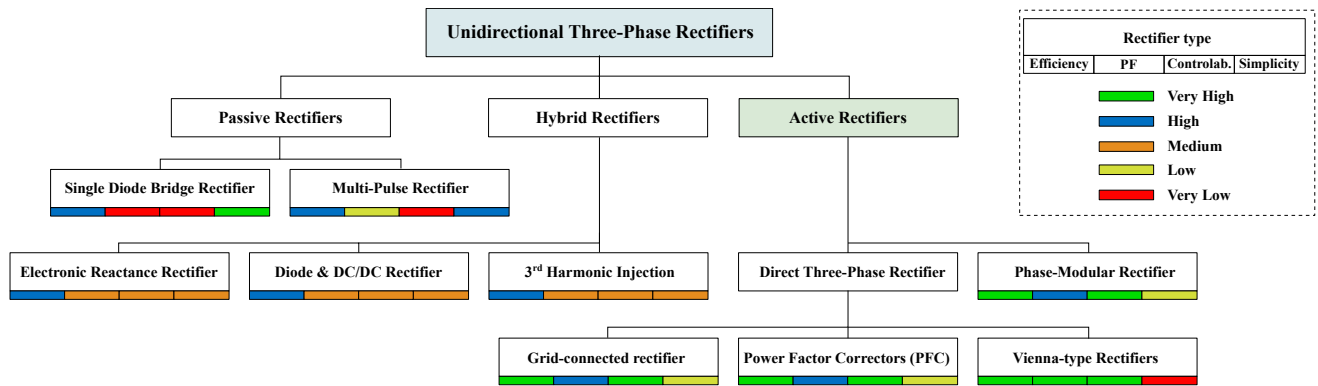 Unidirectional Three-Phase Rectifiers
Rectifier type
Efficiency PF Controlab. Simplicity
Very High
High
Medium
Low
Very Low
Passive Rectifiers
Hybrid Rectifiers
Active Rectifiers
Single Diode Bridge Rectifier
Multi-Pulse Rectifier
Electronic Reactance Rectifier
Diode & DC/DC Rectifier
3rd Harmonic Injection
Direct Three-Phase Rectifier
Phase-Modular Rectifier
Grid-connected rectifier
Power Factor Correctors (PFC)
Vienna-type Rectifiers